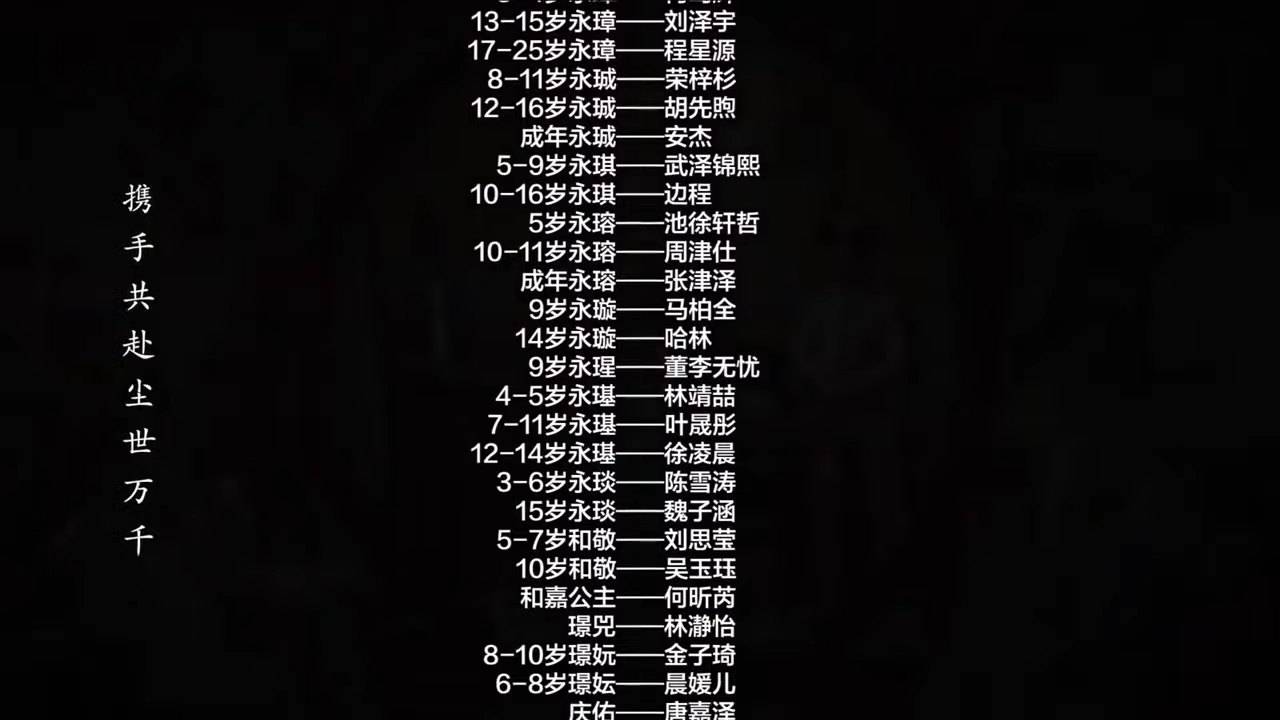 13-15岁永璋——刘泽宇
17-25岁永璋——程星源
8-11岁永珹——荣梓杉
12-16岁永珹——胡先煦
成年永珹——安杰
5-9岁永琪——武泽锦熙
10-16岁永琪——边程
5岁永瑢——池徐轩哲
10-11岁永瑢——周津仕
成年永瑢——张津泽
9岁永璇——马柏全
14岁永璇——哈林
9岁永瑆——董李无忧
4-5岁永璂——林靖喆
7-11岁永璂——叶晟彤
12-14岁永璂——徐凌晨
3-6岁永琰——陈雪涛
15岁永琰——魏子涵
5-7岁和敬——刘思莹
10岁和敬——吴玉珏
和嘉公主——何昕芮
璟兕——林瀞怡
8-10岁璟妧——金子琦
6-8岁璟妘——晨媛儿
庆佑——唐嘉泽
携手共赴尘世万千